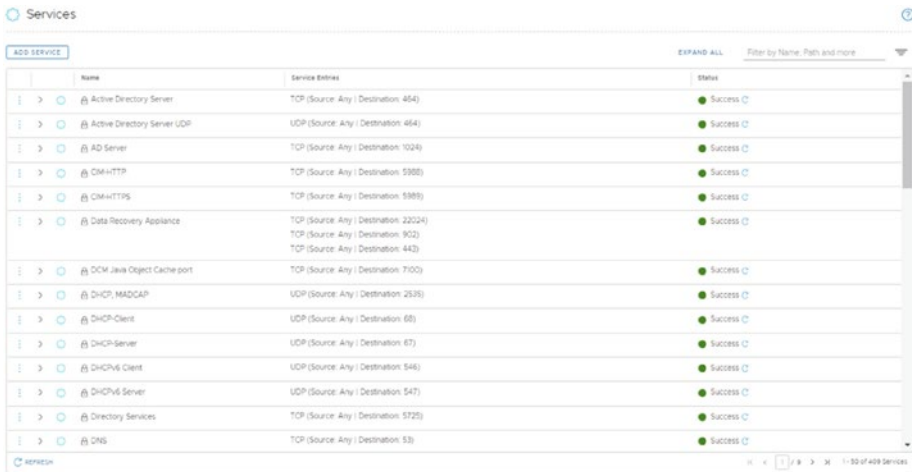 Services
ADD SERVICE EXPAND ALL Filter by Name, Path and more
Name Service Entries Status
Active Directory Server TCP (Source: Any | Destination: 464) Success
Active Directory Server UDP UDP (Source: Any | Destination: 464) Success
AD Server TCP (Source: Any | Destination: 1024) Success
CIM-HTTP TCP (Source: Any | Destination: 5988) Success
CIM-HTTPS TCP (Source: Any | Destination: 5989) Success
Data Recovery Appliance TCP (Source: Any | Destination: 22024) Success
TCP (Source: Any | Destination: 902)
TCP (Source: Any | Destination: 443)
DCM Java Object Cache port TCP (Source: Any | Destination: 7100) Success
DHCP, MADCAP UDP (Source: Any | Destination: 2535) Success
DHCP-Client UDP (Source: Any | Destination: 68) Success
DHCP-Server UDP (Source: Any | Destination: 67) Success
DHCPv6 Client UDP (Source: Any | Destination: 546) Success
DHCPv6 Server UDP (Source: Any | Destination: 547) Success
Directory Services TCP (Source: Any | Destination: 5725) Success
DNS TCP (Source: Any | Destination: 53) Success
REFRESH 1 / 9 1 - 50 of 409 Services